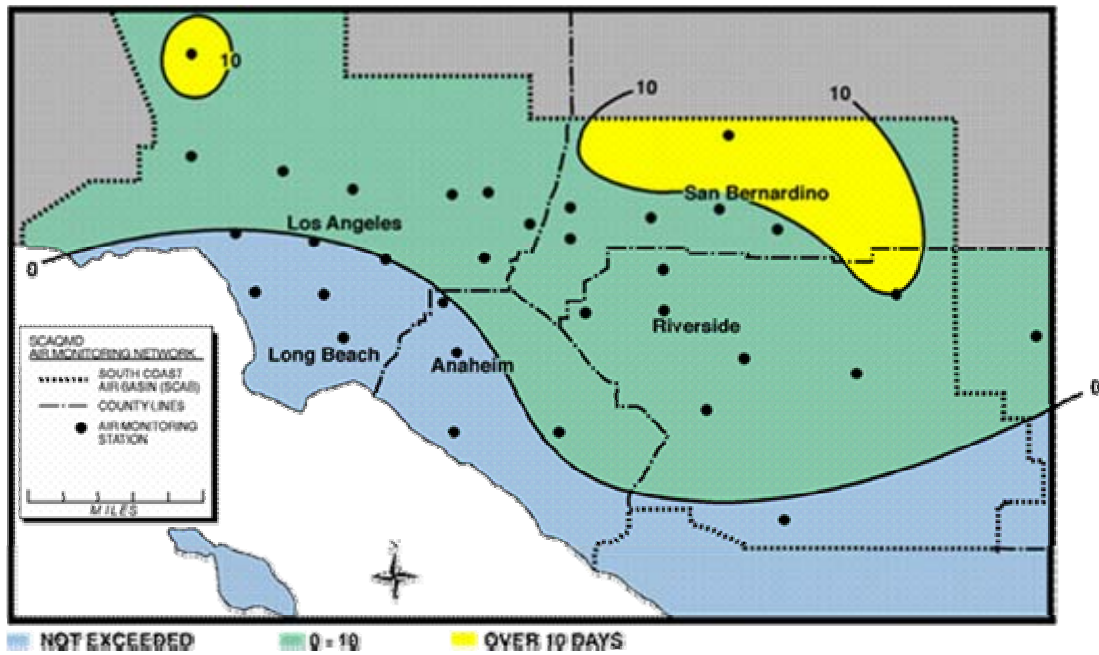 10
10
10
San Bernardino
Los Angeles
0
Riverside
SCAQMD
AIR MONITORING NETWORK
SOUTH COAST
AIR BASIN (SCAB)
COUNTY LINES
AIR MONITORING
STATION
MILES
Long Beach
Anaheim
0
N
NOT EXCEEDED
0 - 10
OVER 10 DAYS